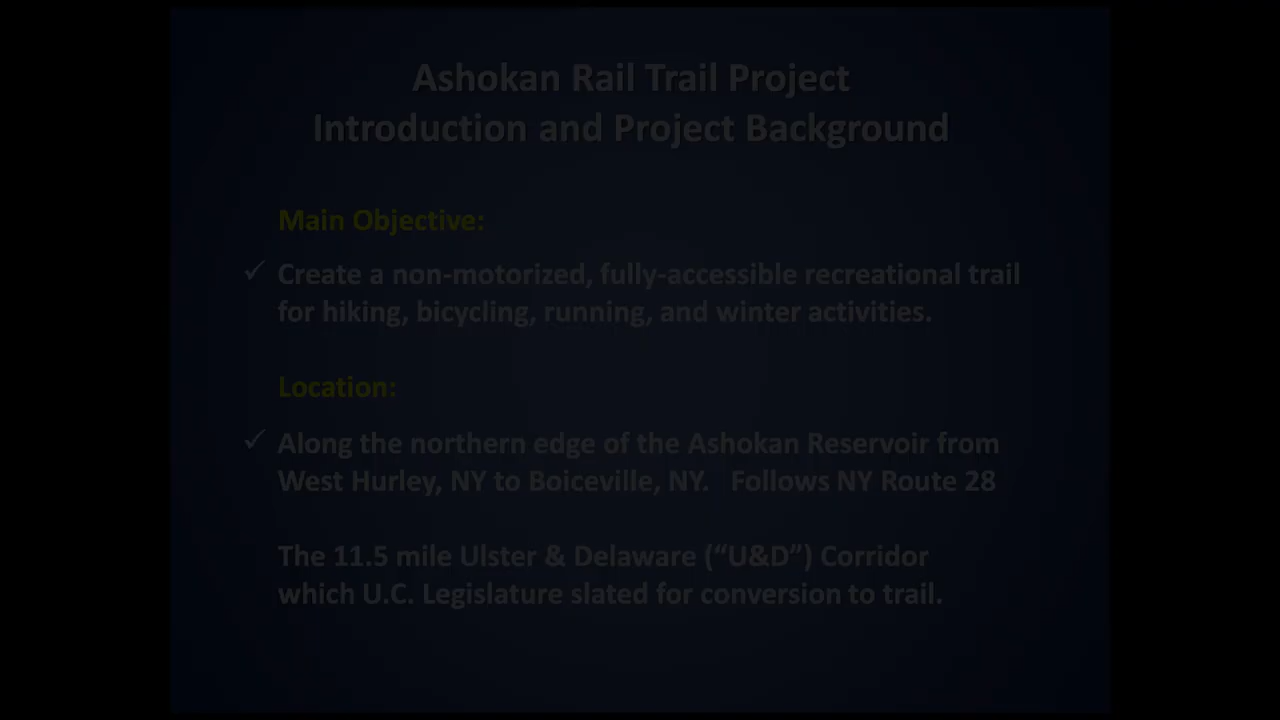 Ashokan Rail Trail Project
Introduction and Project Background
Main Objective:
✓ Create a non-motorized, fully-accessible recreational trail
for hiking, bicycling, running, and winter activities.
Location:
✓ Along the northern edge of the Ashokan Reservoir from
West Hurley, NY to Boiceville, NY. Follows NY Route 28
The 11.5 mile Ulster & Delaware (“U&D”) Corridor
which U.C. Legislature slated for conversion to trail.